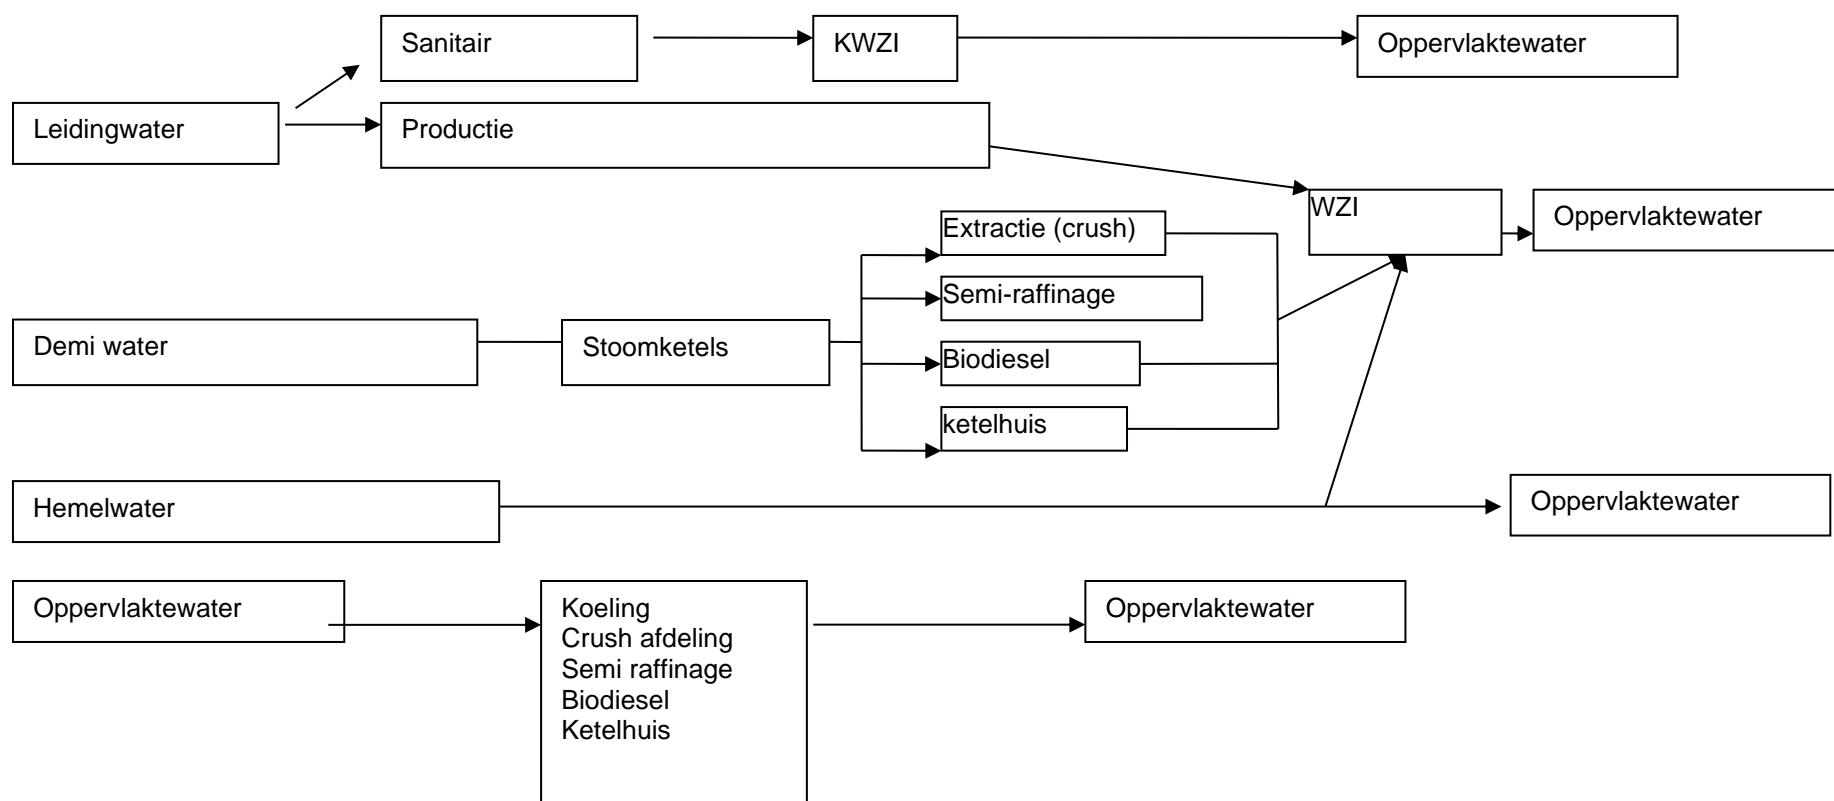 Sanitair
KWZI
Oppervlaktewater
Leidingwater
Productie
WZI
Oppervlaktewater
Extractie (crush)
Semi-raffinage
Demi water
Stoomketels
Biodiesel
ketelhuis
Hemelwater
Oppervlaktewater
Oppervlaktewater
Koeling
Crush afdeling
Semi raffinage
Biodiesel
Ketelhuis
Oppervlaktewater